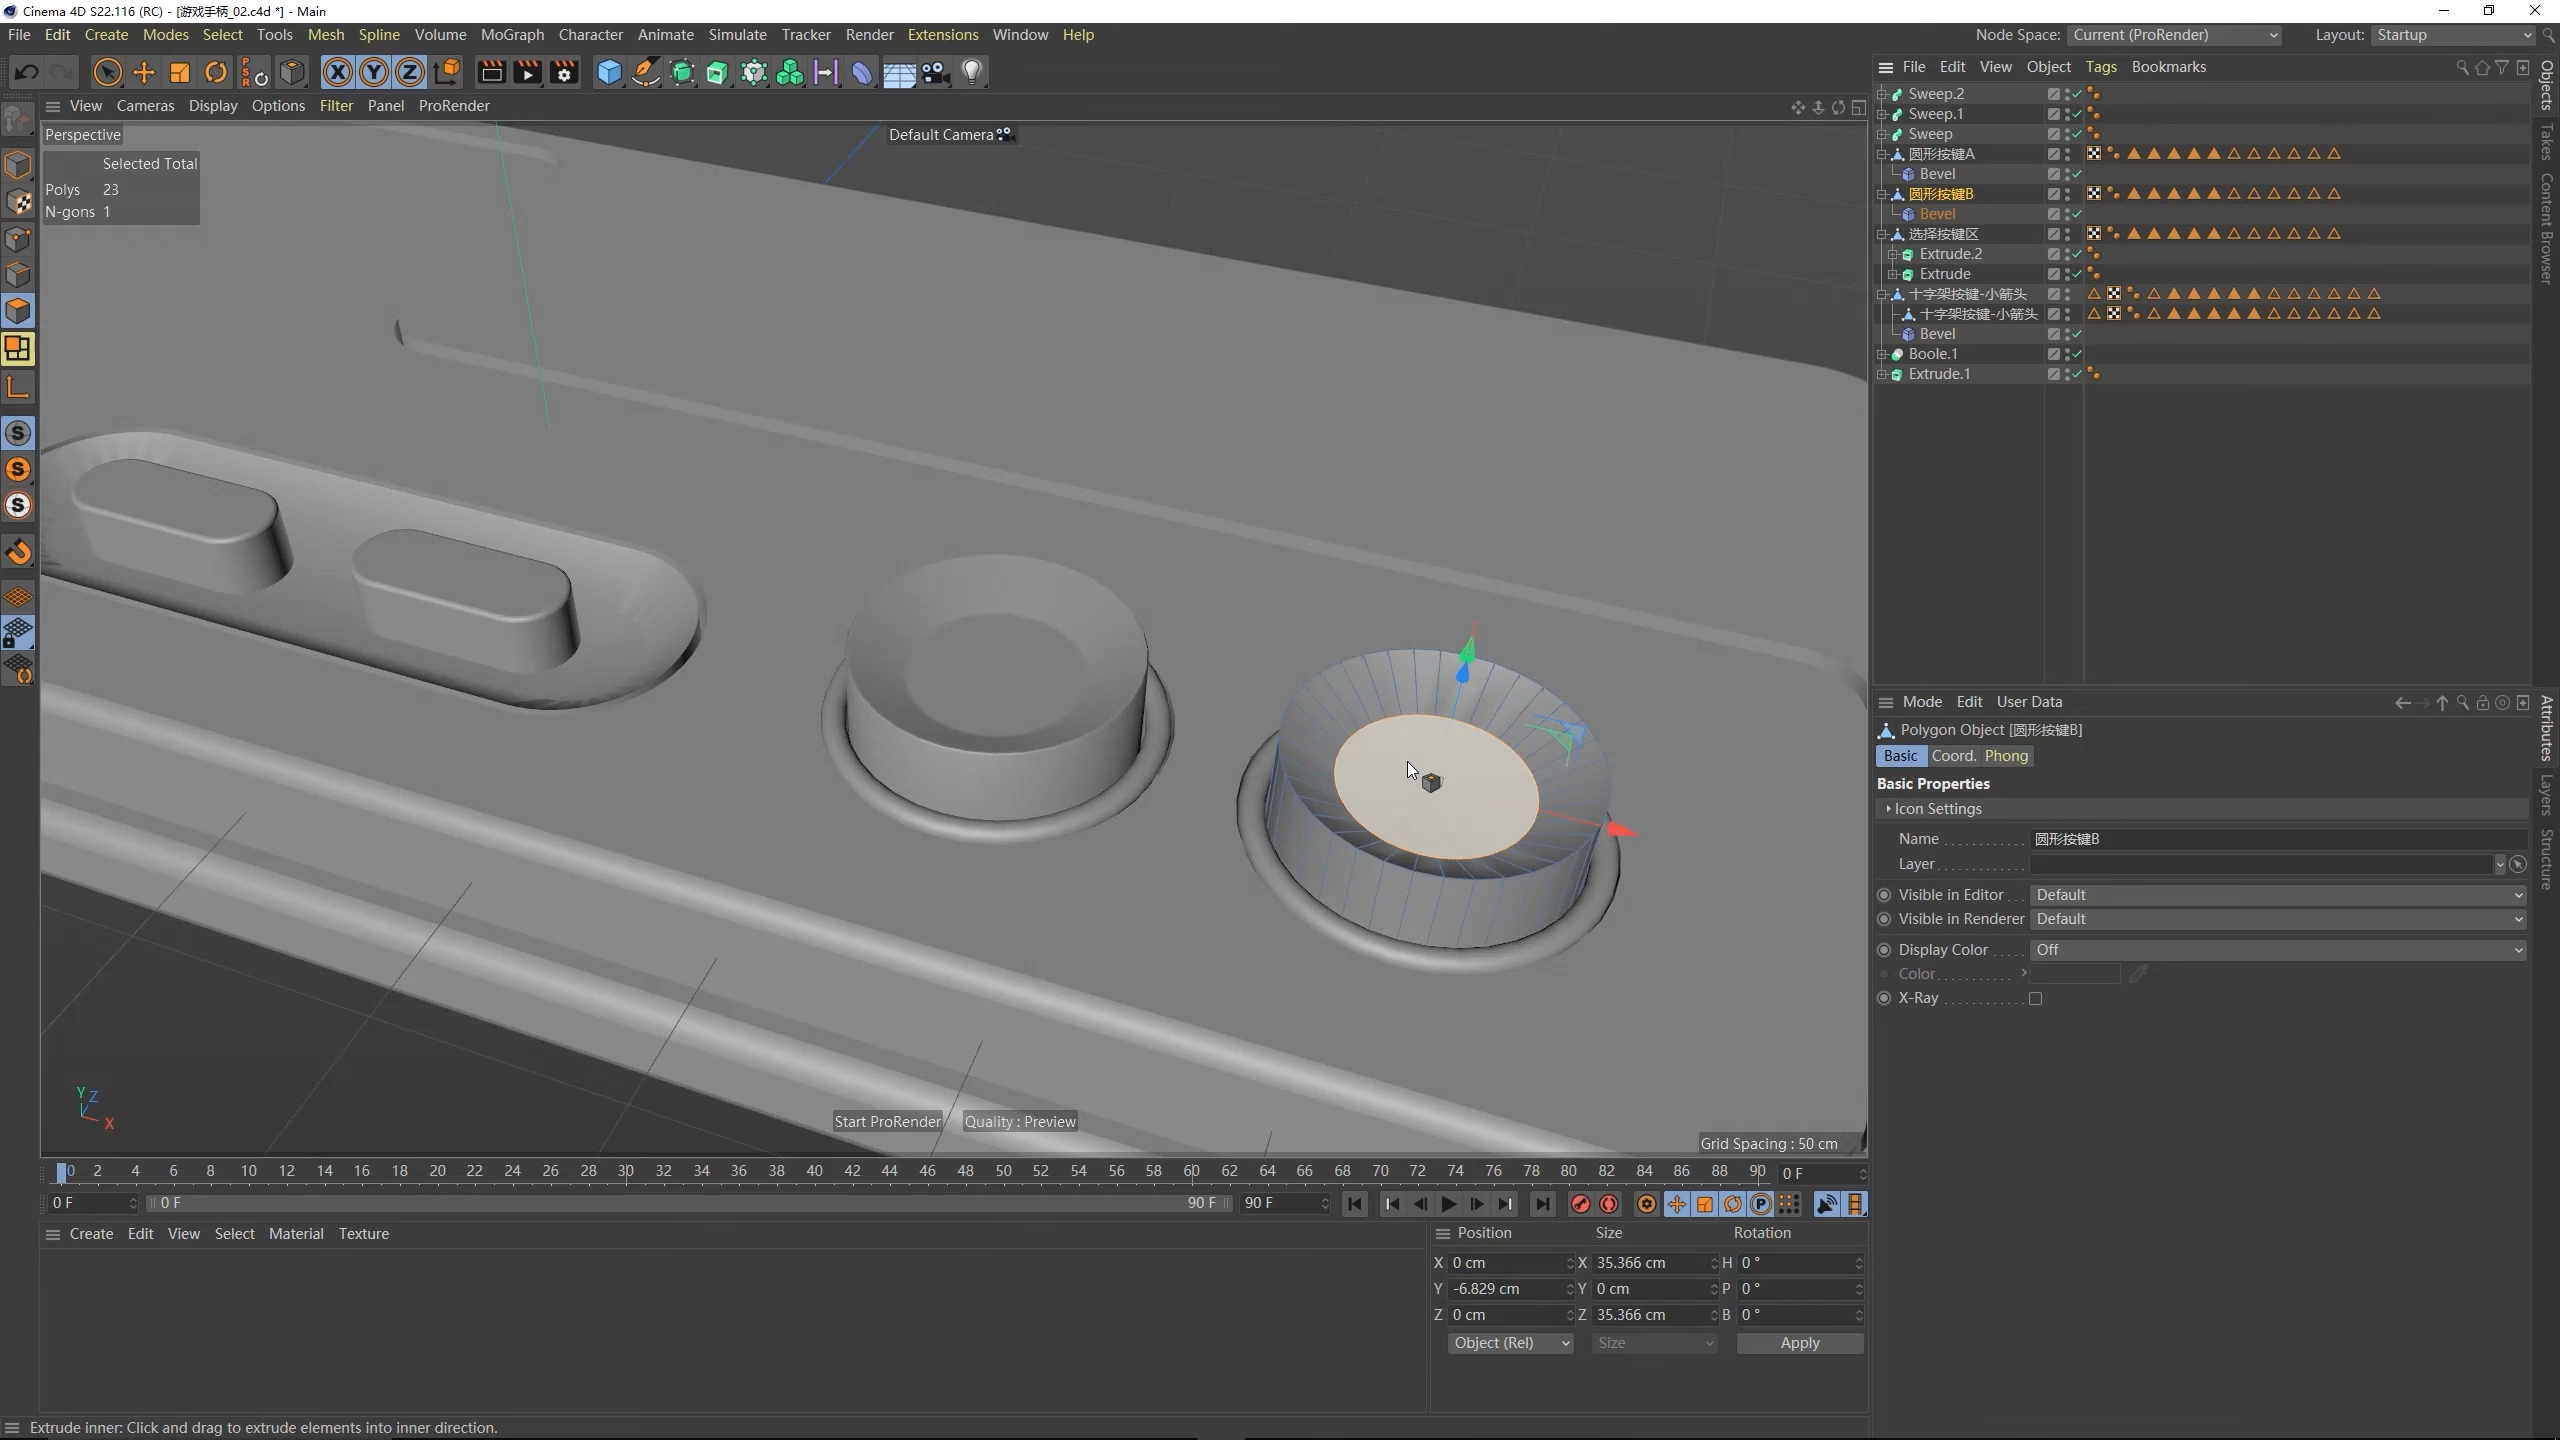 Cinema 4D S22.116 (RC) - [游戏手柄_02.c4d *] - Main
File Edit Create Modes Select Tools Mesh Spline Volume MoGraph Character Animate Simulate Tracker Render Extensions Window Help
Node Space: Current (ProRender) Layout: Startup
PSR X Y Z
View Cameras Display Options Filter Panel ProRender
Perspective
Default Camera
Selected Total
Polys 23
N-gons 1
S
S
S
Y Z
X
Start ProRender Quality : Preview
Grid Spacing : 50 cm
File Edit View Object Tags Bookmarks
Sweep.2
Sweep.1
Sweep
圆形按键A
Bevel
圆形按键B
Bevel
选择按键区
Extrude.2
Extrude
十字架按键-小箭头
十字架按键-小箭头
Bevel
Boole.1
Extrude.1
Objects
Takes
Content Browser
Mode Edit User Data
Polygon Object [圆形按键B]
Basic Coord. Phong
Basic Properties
Icon Settings
Name 圆形按键B
Layer
Visible in Editor Default
Visible in Renderer Default
Display Color Off
Color
X-Ray
Attributes
Layers
Structure
0 2 4 6 8 10 12 14 16 18 20 22 24 26 28 30 32 34 36 38 40 42 44 46 48 50 52 54 56 58 60 62 64 66 68 70 72 74 76 78 80 82 84 86 88 90 0 F
0 F 0 F 90 F 90 F P
Create Edit View Select Material Texture
Position Size Rotation
X 0 cm X 35.366 cm H 0 °
Y -6.829 cm Y 0 cm P 0 °
Z 0 cm Z 35.366 cm B 0 °
Object (Rel) Size Apply
Extrude inner: Click and drag to extrude elements into inner direction.